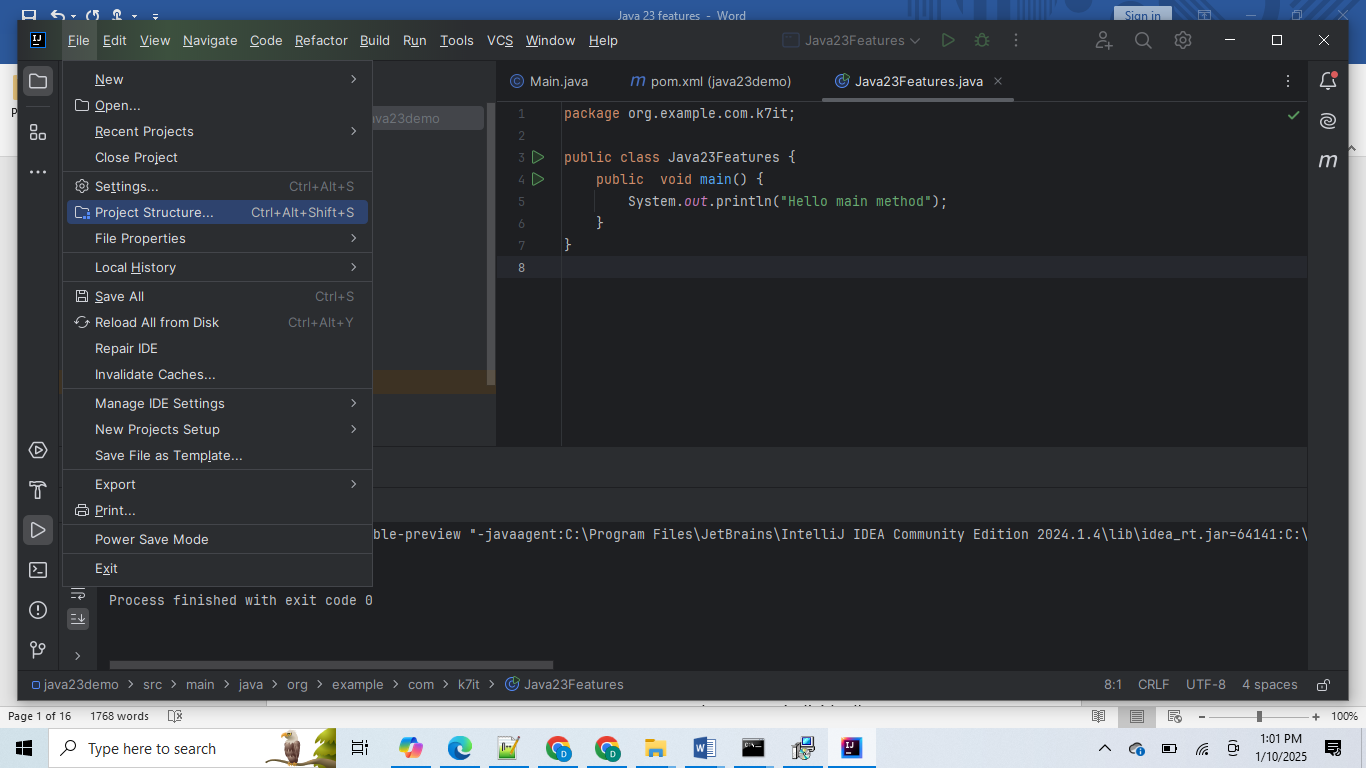 Java 23 features - Word
Sign in
File Edit View Navigate Code Refactor Build Run Tools VCS Window Help
Java23Features
New
Open...
Recent Projects
Close Project
Settings... Ctrl+Alt+S
Project Structure... Ctrl+Alt+Shift+S
File Properties
Local History
Save All Ctrl+S
Reload All from Disk Ctrl+Alt+Y
Repair IDE
Invalidate Caches...
Manage IDE Settings
New Projects Setup
Save File as Template...
Export
Print...
Power Save Mode
Exit
ava23demo
Main.java
m pom.xml (java23demo)
Java23Features.java
1 package org.example.com.k7it;
2
3 public class Java23Features {
4 public  void main() {
5 System.out.println("Hello main method");
6 }
7 }
8
ble-preview "-javaagent:C:\Program Files\JetBrains\IntelliJ IDEA Community Edition 2024.1.4\lib\idea_rt.jar=64141:C:\
Process finished with exit code 0
java23demo > src > main > java > org > example > com > k7it > Java23Features
8:1 CRLF UTF-8 4 spaces
Page 1 of 16 1768 words
100%
Type here to search
1:01 PM
1/10/2025